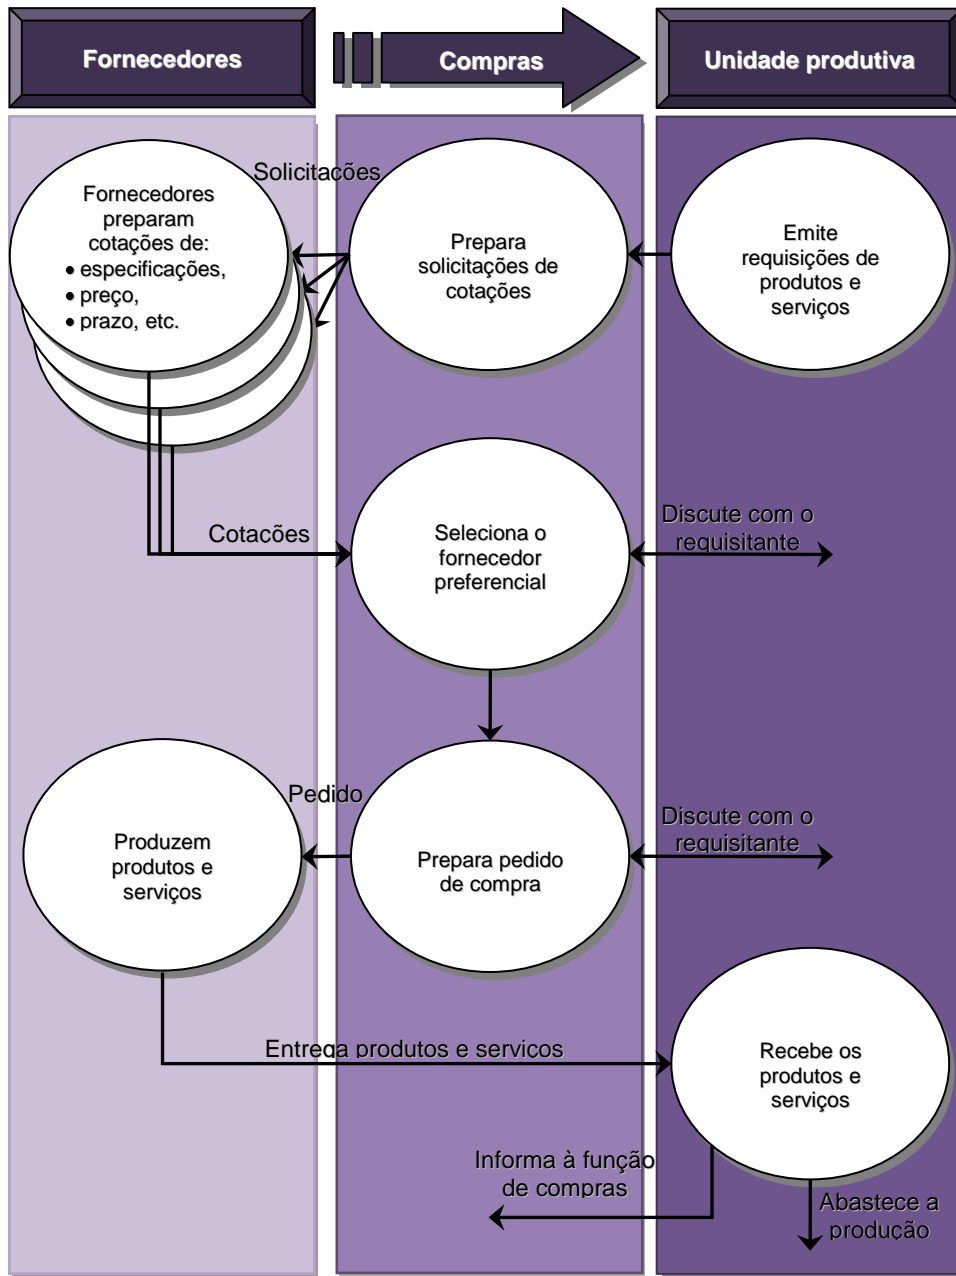 Fornecedores
Compras
Unidade produtiva
Solicitações
Fornecedores
preparam
cotações de:
• especificações,
• preço,
• prazo, etc.
Prepara
solicitações de
cotações
Emite
requisições de
produtos e
serviços
Cotações
Seleciona o
fornecedor
preferencial
Discute com o
requisitante
Pedido
Produzem
produtos e
serviços
Prepara pedido
de compra
Discute com o
requisitante
Entrega produtos e serviços
Recebe os
produtos e
serviços
Informa à função
de compras
Abastece a
produção